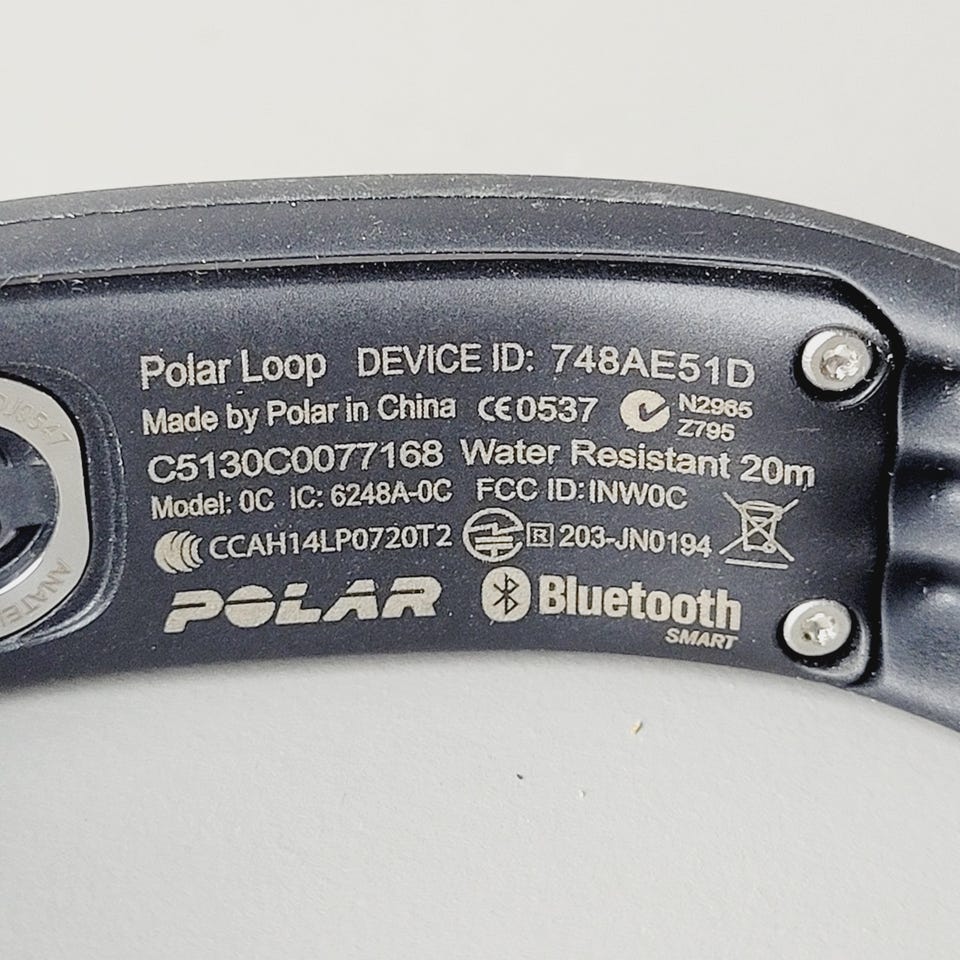 Polar Loop DEVICE ID: 748AE51D
Made by Polar in China CE0537 N2965
Z795
C5130C0077168 Water Resistant 20m
Model: 0C IC: 6248A-0C FCC ID: INW0C
CCAH14LP0720T2 R 203-JN0194
POLAR Bluetooth
SMART